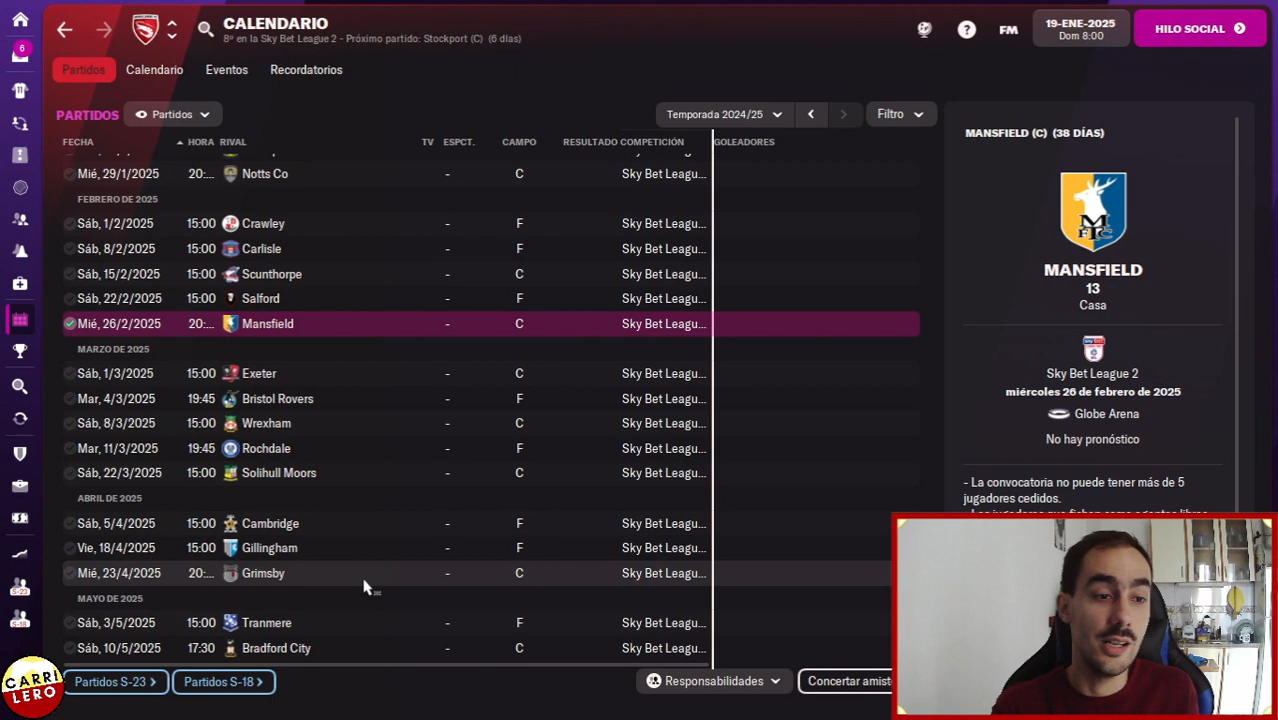 CALENDARIO
8º en la Sky Bet League 2 - Próximo partido: Stockport (C) (6 días)
FM
19-ENE-2025
Dom 8:00
HILO SOCIAL
6
Partidos Calendario Eventos Recordatorios
PARTIDOS Partidos Temporada 2024/25 Filtro
FECHA HORA RIVAL TV ESPCT. CAMPO RESULTADO COMPETICIÓN GOLEADORES
Mié, 29/1/2025 20:... Notts Co - C Sky Bet Leagu...
FEBRERO DE 2025
Sáb, 1/2/2025 15:00 Crawley - F Sky Bet Leagu...
Sáb, 8/2/2025 15:00 Carlisle - F Sky Bet Leagu...
Sáb, 15/2/2025 15:00 Scunthorpe - C Sky Bet Leagu...
Sáb, 22/2/2025 15:00 Salford - F Sky Bet Leagu...
Mié, 26/2/2025 20:... Mansfield - C Sky Bet Leagu...
MARZO DE 2025
Sáb, 1/3/2025 15:00 Exeter - C Sky Bet Leagu...
Mar, 4/3/2025 19:45 Bristol Rovers - F Sky Bet Leagu...
Sáb, 8/3/2025 15:00 Wrexham - C Sky Bet Leagu...
Mar, 11/3/2025 19:45 Rochdale - F Sky Bet Leagu...
Sáb, 22/3/2025 15:00 Solihull Moors - C Sky Bet Leagu...
ABRIL DE 2025
Sáb, 5/4/2025 15:00 Cambridge - F Sky Bet Leagu...
Vie, 18/4/2025 15:00 Gillingham - F Sky Bet Leagu...
Mié, 23/4/2025 20:... Grimsby - C Sky Bet Leagu...
MAYO DE 2025
Sáb, 3/5/2025 15:00 Tranmere - F Sky Bet Leagu...
Sáb, 10/5/2025 17:30 Bradford City - C Sky Bet Leagu...
Partidos S-23 Partidos S-18 Responsabilidades Concertar amist
MANSFIELD (C) (38 DÍAS)
MANSFIELD
13
Casa
Sky Bet League 2
miércoles 26 de febrero de 2025
Globe Arena
No hay pronóstico
- La convocatoria no puede tener más de 5
jugadores cedidos.
S-23
S-18
CARRI
LERO